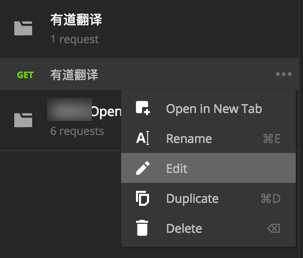 有道翻译
1 request
GET 有道翻译
Open
6 requests
Open in New Tab
Rename ⌘E
Edit
Duplicate ⌘D
Delete ⌫